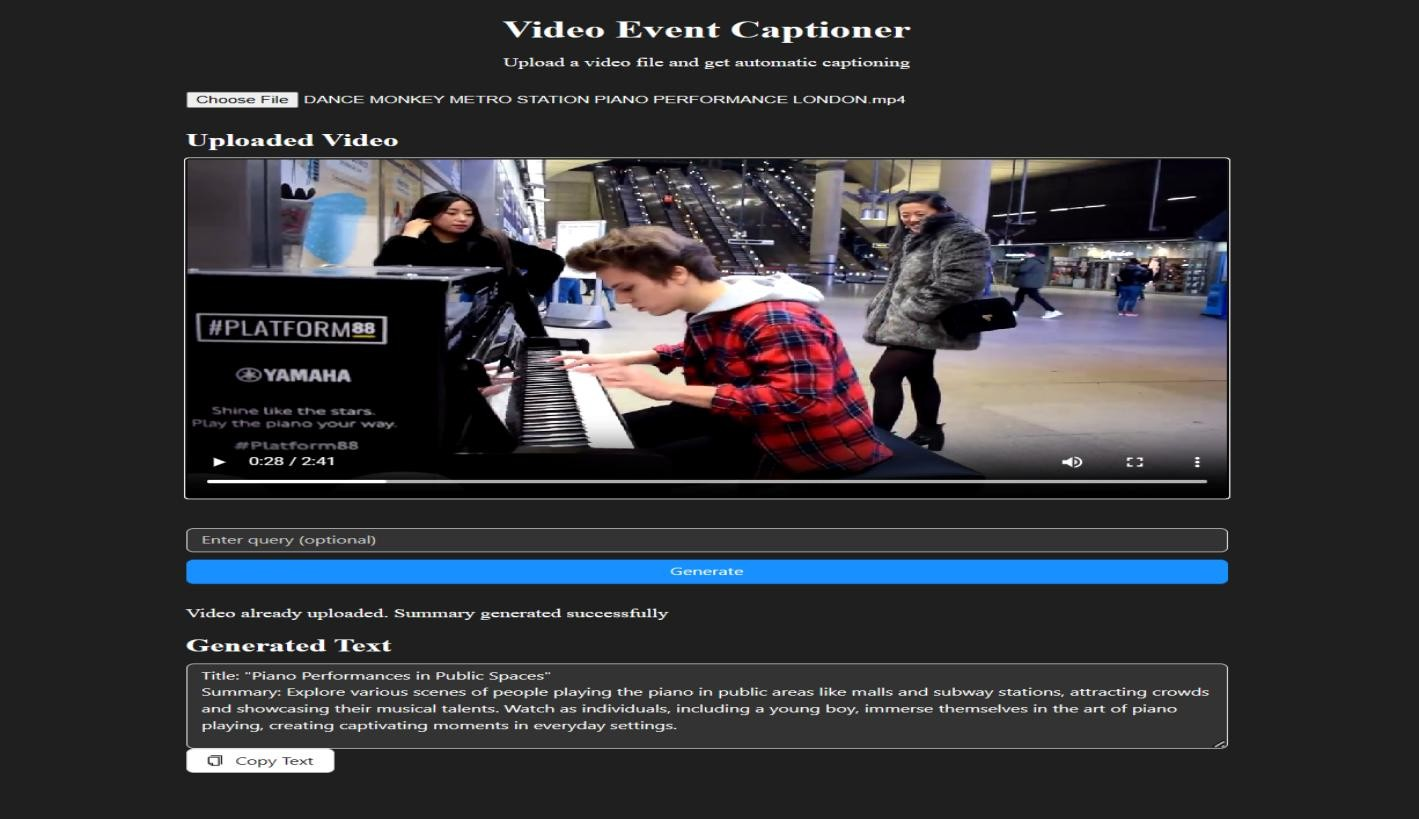 Video Event Captioner
Upload a video file and get automatic captioning
Choose File DANCE MONKEY METRO STATION PIANO PERFORMANCE LONDON.mp4
Uploaded Video
#PLATFORM88
YAMAHA
Shine like the stars.
Play the piano your way.
#Platform88
0:28 / 2:41
Enter query (optional)
Generate
Video already uploaded. Summary generated successfully
Generated Text
Title: "Piano Performances in Public Spaces"
Summary: Explore various scenes of people playing the piano in public areas like malls and subway stations, attracting crowds
and showcasing their musical talents. Watch as individuals, including a young boy, immerse themselves in the art of piano
playing, creating captivating moments in everyday settings.
Copy Text